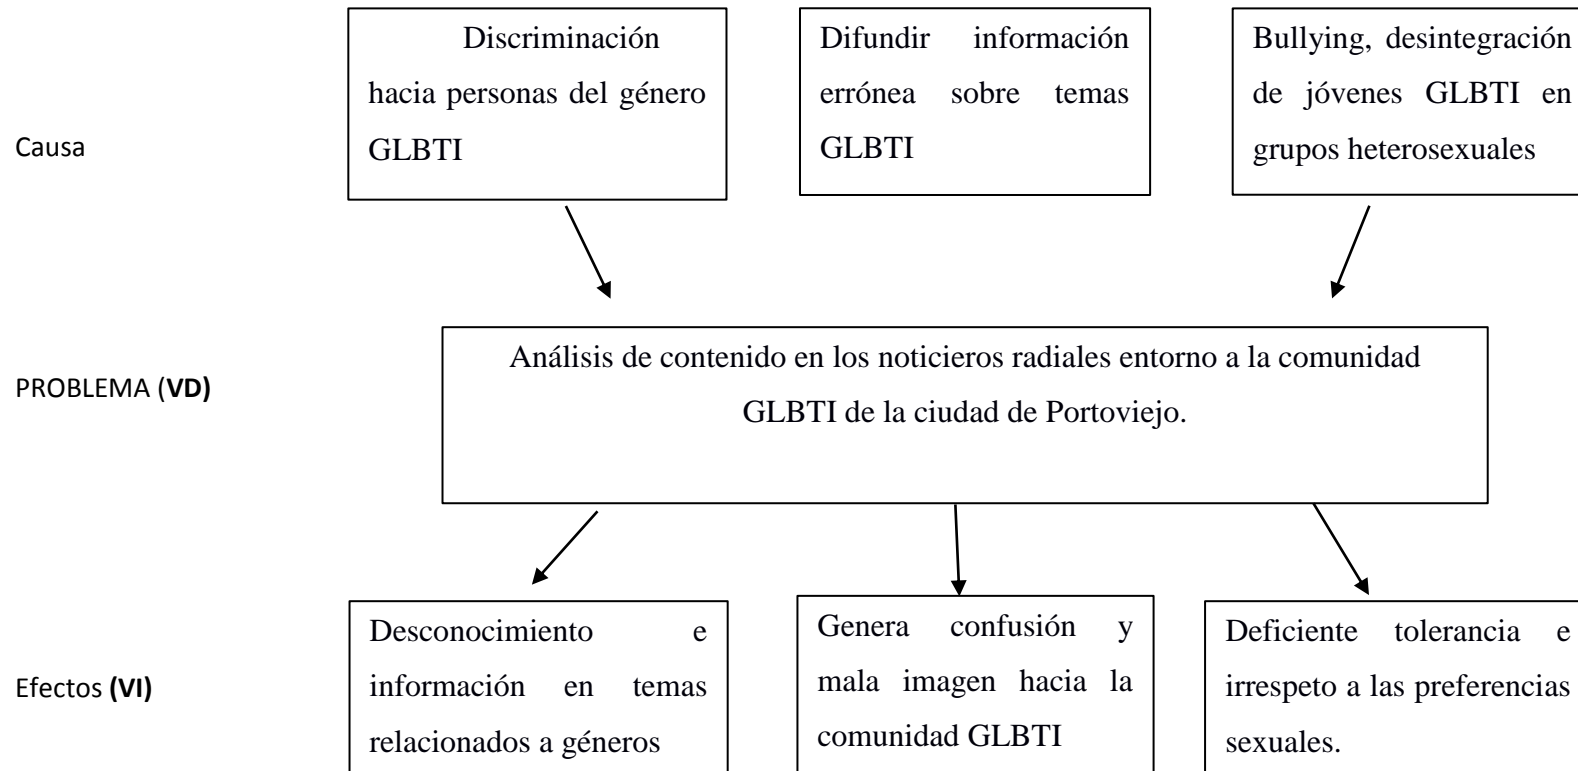 Discriminación
hacia personas del género
GLBTI
Difundir información
errónea sobre temas
GLBTI
Bullying, desintegración
de jóvenes GLBTI en
grupos heterosexuales
Causa
Análisis de contenido en los noticieros radiales entorno a la comunidad
GLBTI de la ciudad de Portoviejo.
PROBLEMA (VD)
Desconocimiento e
información en temas
relacionados a géneros
Genera confusión y
mala imagen hacia la
comunidad GLBTI
Deficiente tolerancia e
irrespeto a las preferencias
sexuales.
Efectos (VI)